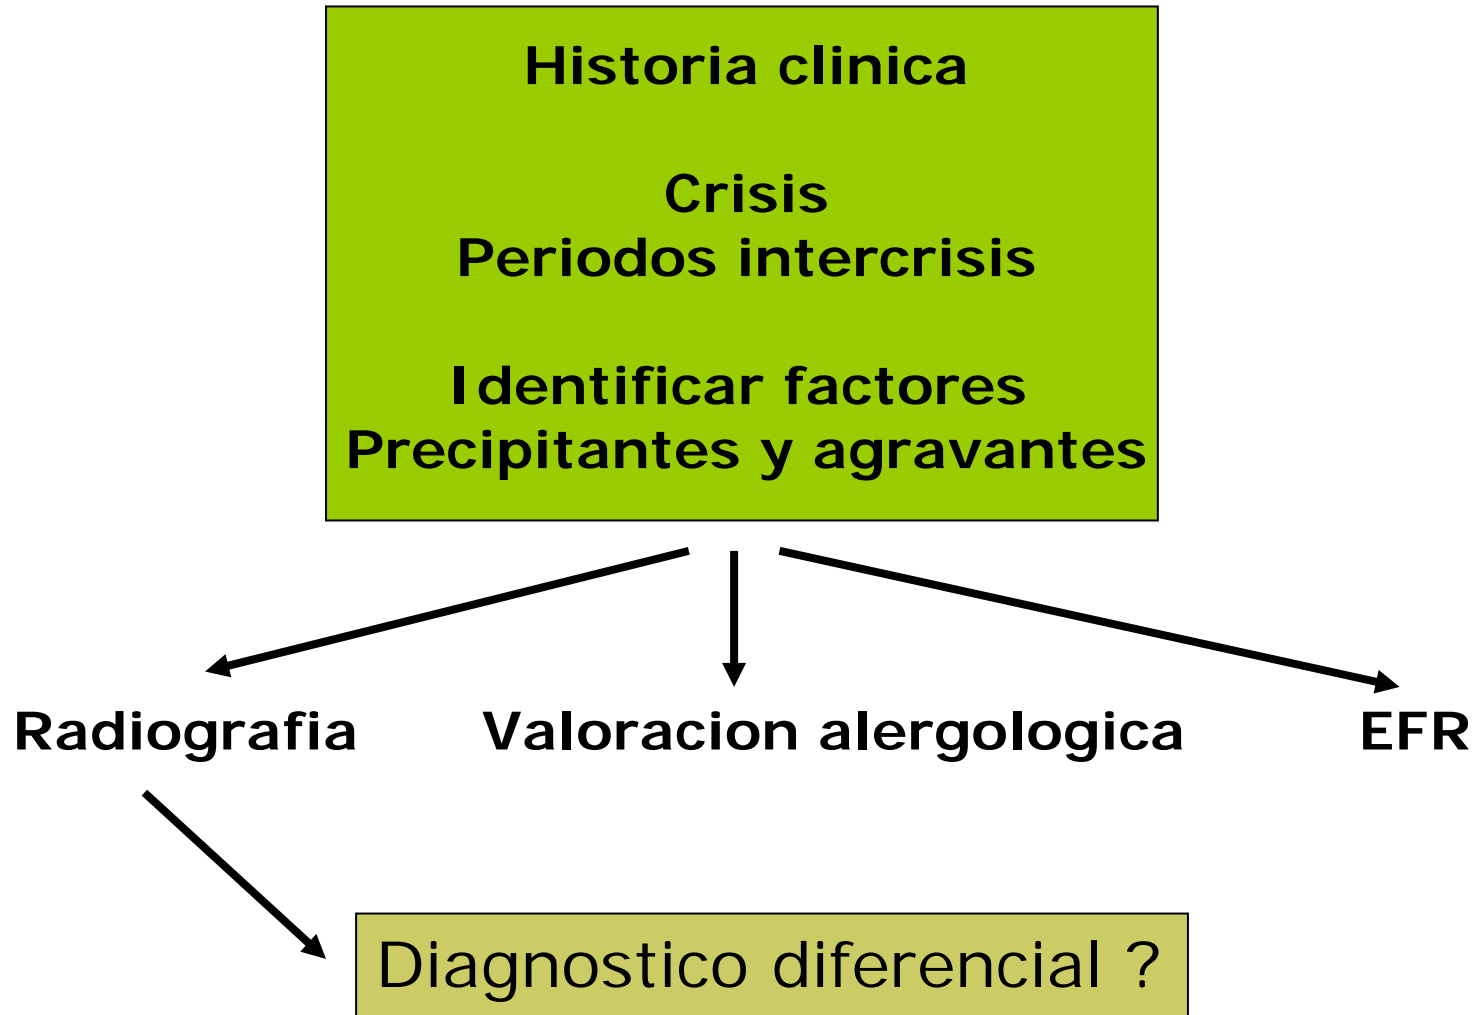 Historia clinica
Crisis
Periodos intercrisis
Identificar factores
Precipitantes y agravantes
Radiografia
Valoracion alergologica
EFR
Diagnostico diferencial ?